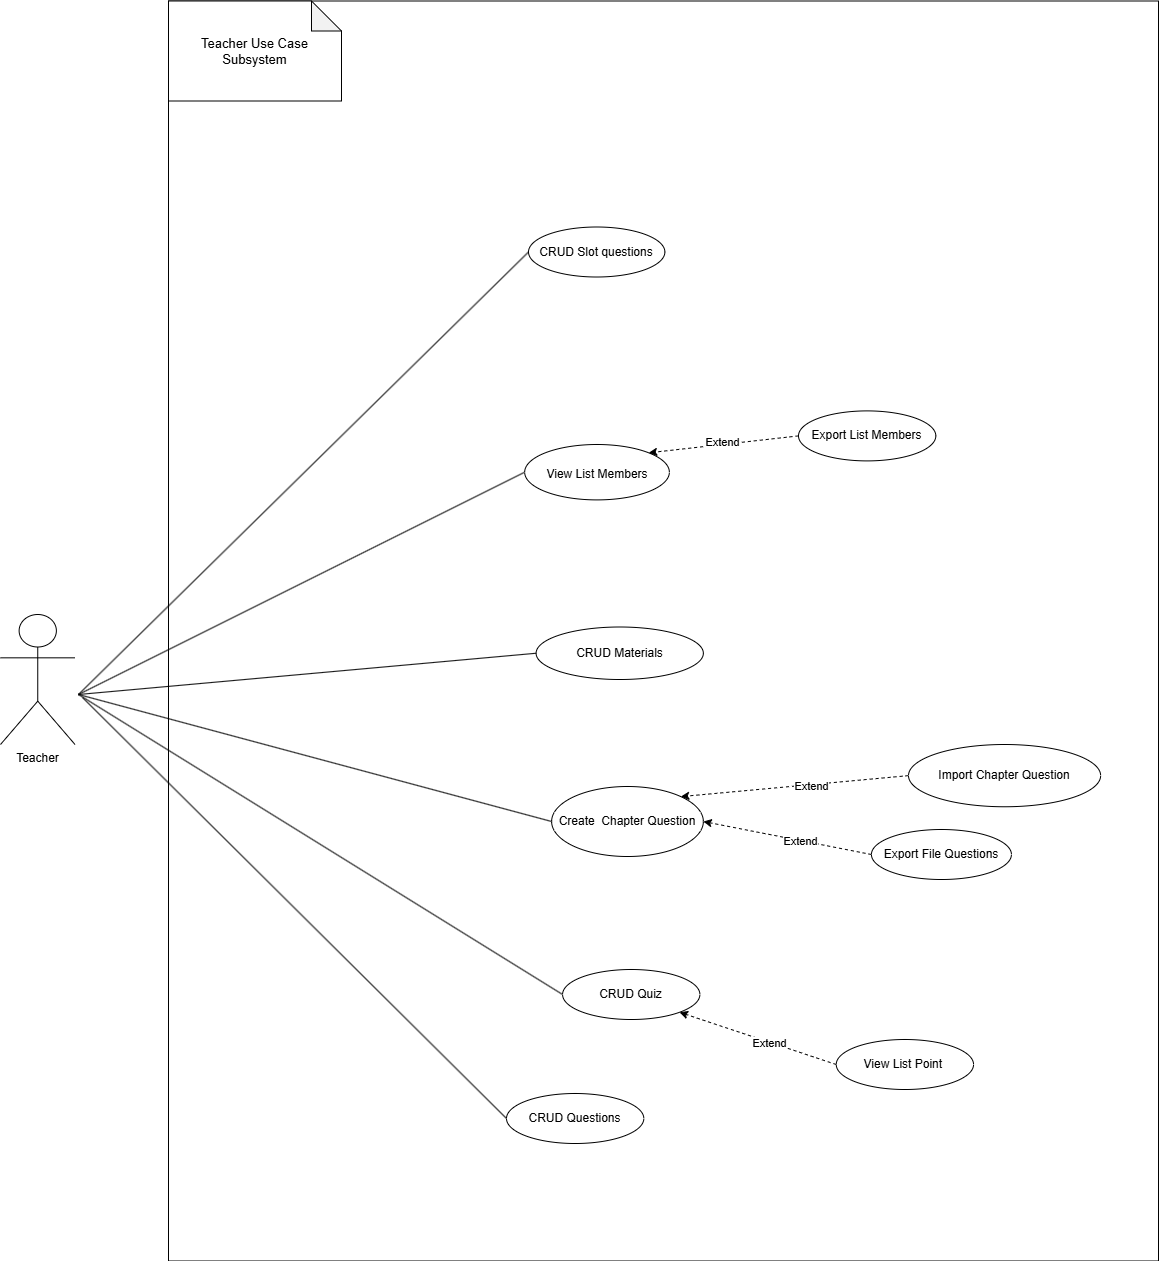 Teacher Use Case
Subsystem
CRUD Slot questions
Export List Members
Extend
View List Members
CRUD Materials
Teacher
Import Chapter Question
Extend
Create  Chapter Question
Extend
Export File Questions
CRUD Quiz
Extend
View List Point
CRUD Questions